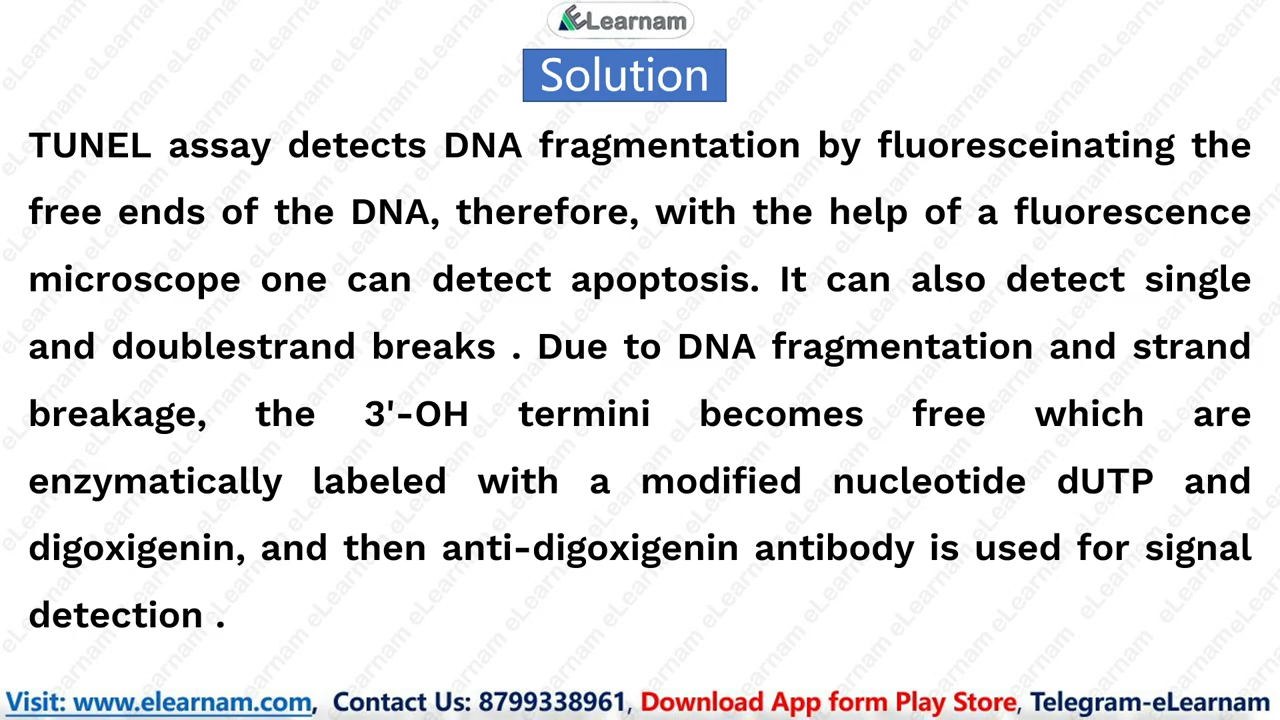 ELearnam
Solution
TUNEL assay detects DNA fragmentation by fluoresceinating the
free ends of the DNA, therefore, with the help of a fluorescence
microscope one can detect apoptosis. It can also detect single
and doublestrand breaks . Due to DNA fragmentation and strand
breakage, the 3'-OH termini becomes free which are
enzymatically labeled with a modified nucleotide dUTP and
digoxigenin, and then anti-digoxigenin antibody is used for signal
detection .
Visit: www.elearnam.com, Contact Us: 8799338961, Download App form Play Store, Telegram-eLearnam